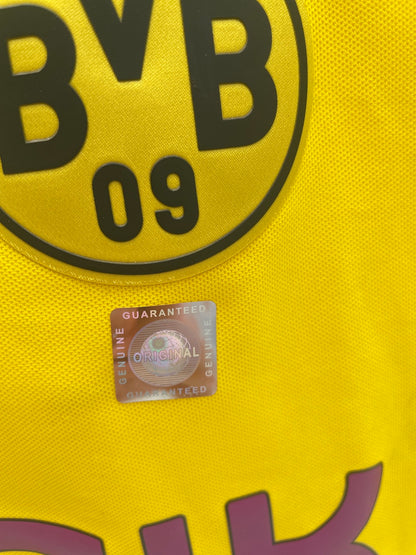 BVB
09
GUARANTEED
GENUINE
ORIGINAL
GENUINE
GUARANTEED